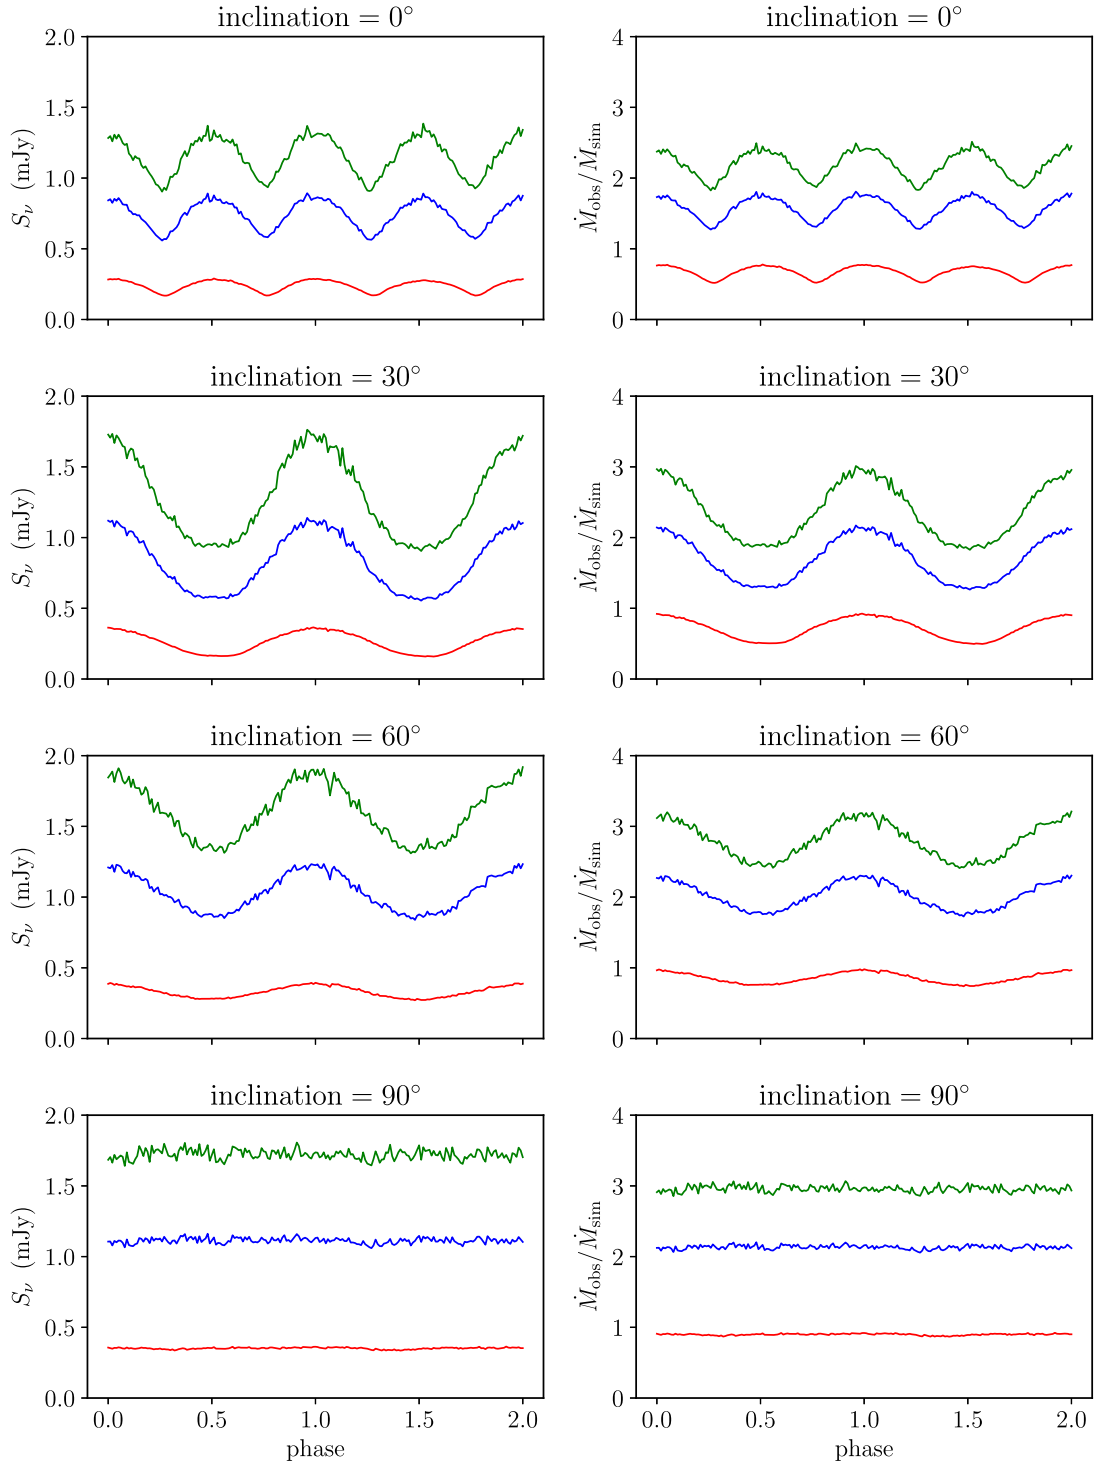 inclination = 0°
inclination = 0°
2.0
1.5
1.0
0.5
0.0
S_ν (mJy)
4
3
2
1
0
Ṁ_obs/Ṁ_sim
inclination = 30°
inclination = 30°
2.0
1.5
1.0
0.5
0.0
S_ν (mJy)
4
3
2
1
0
Ṁ_obs/Ṁ_sim
inclination = 60°
inclination = 60°
2.0
1.5
1.0
0.5
0.0
S_ν (mJy)
4
3
2
1
0
Ṁ_obs/Ṁ_sim
inclination = 90°
inclination = 90°
2.0
1.5
1.0
0.5
0.0
S_ν (mJy)
4
3
2
1
0
Ṁ_obs/Ṁ_sim
0.0 0.5 1.0 1.5 2.0
phase
0.0 0.5 1.0 1.5 2.0
phase